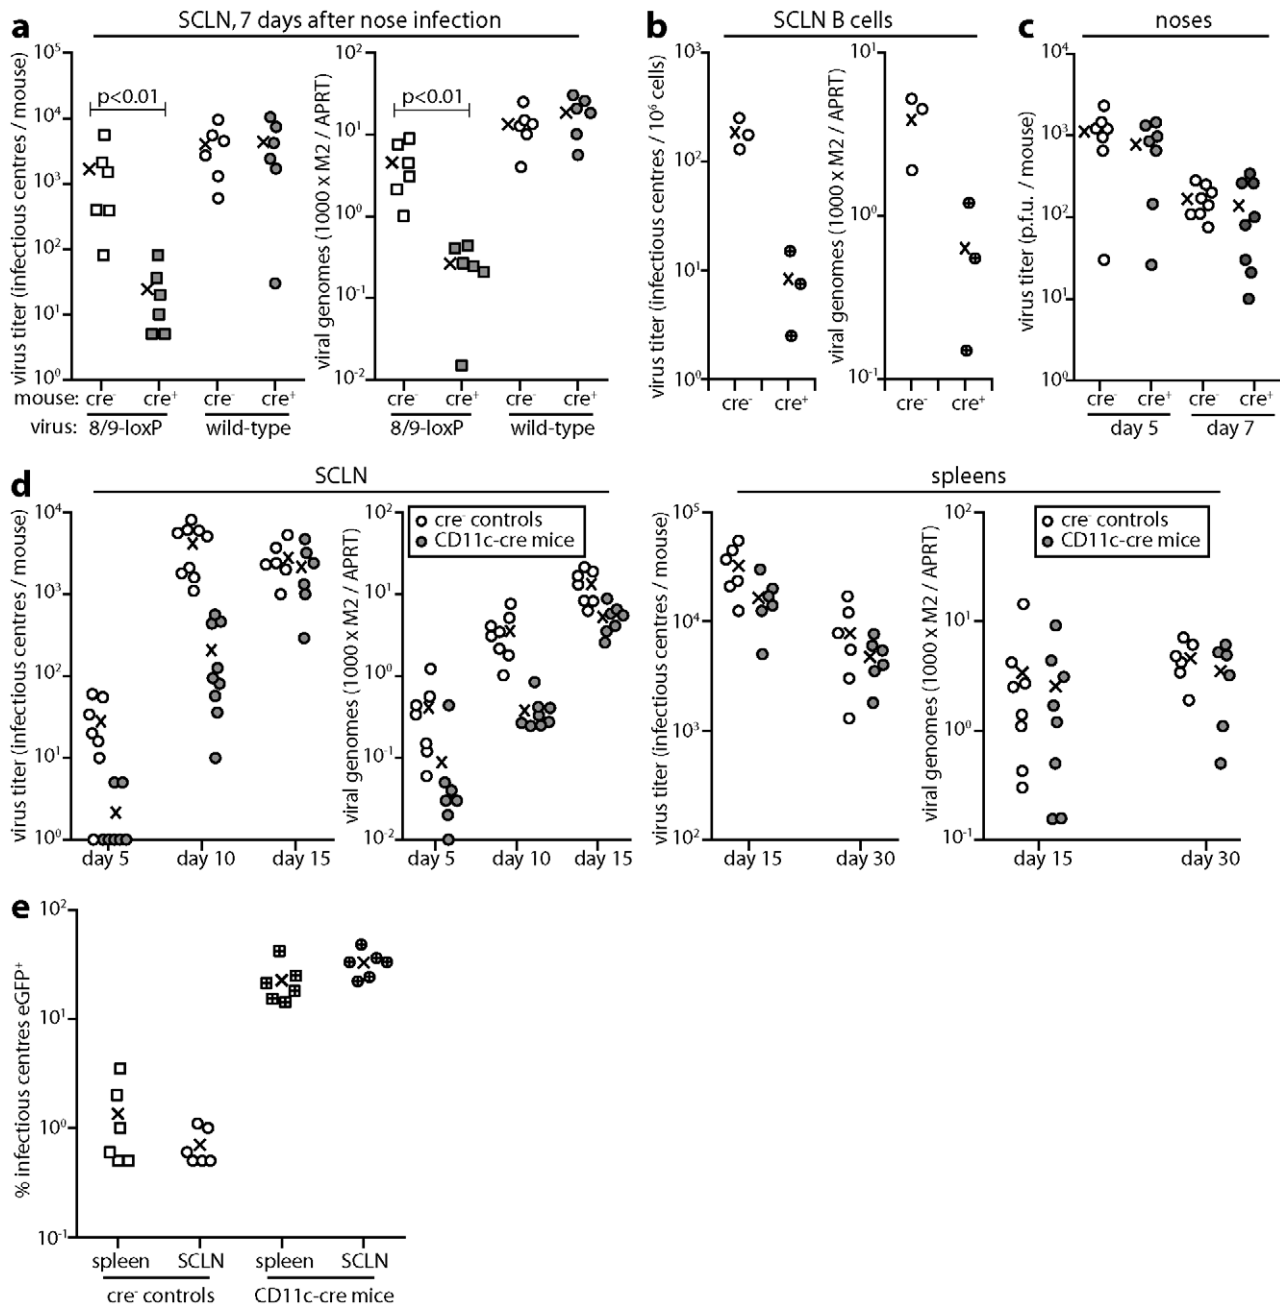 a
SCLN, 7 days after nose infection
virus titer (infectious centres / mouse)
10⁵
10⁴
10³
10²
10¹
10⁰
p<0.01
mouse: cre⁻ cre⁺ cre⁻ cre⁺
virus: 8/9-loxP wild-type
viral genomes (1000 x M2 / APRT)
10²
10¹
10⁰
10⁻¹
10⁻²
p<0.01
cre⁻ cre⁺ cre⁻ cre⁺
8/9-loxP wild-type
b
SCLN B cells
virus titer (infectious centres / 10⁶ cells)
10³
10²
10¹
10⁰
cre⁻ cre⁺
viral genomes (1000 x M2 / APRT)
10¹
10⁰
10⁻¹
cre⁻ cre⁺
c
noses
virus titer (p.f.u. / mouse)
10⁴
10³
10²
10¹
10⁰
cre⁻ cre⁺ cre⁻ cre⁺
day 5 day 7
d
SCLN
virus titer (infectious centres / mouse)
10⁴
10³
10²
10¹
10⁰
day 5 day 10 day 15
viral genomes (1000 x M2 / APRT)
10²
10¹
10⁰
10⁻¹
10⁻²
cre⁻ controls
CD11c-cre mice
day 5 day 10 day 15
spleens
virus titer (infectious centres / mouse)
10⁵
10⁴
10³
10²
day 15 day 30
viral genomes (1000 x M2 / APRT)
10²
10¹
10⁰
10⁻¹
cre⁻ controls
CD11c-cre mice
day 15 day 30
e
% infectious centres eGFP⁺
10²
10¹
10⁰
10⁻¹
spleen SCLN spleen SCLN
cre⁻ controls CD11c-cre mice